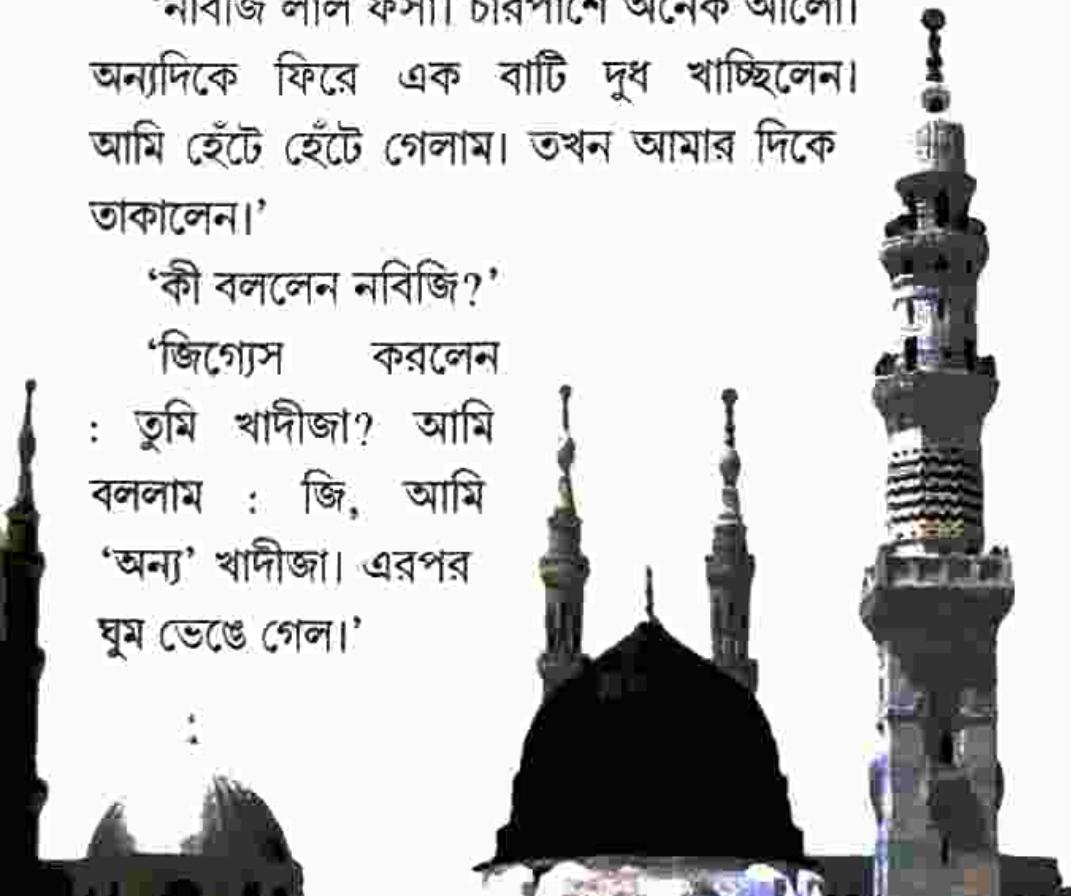 ‘নবিজি লাল ফর্সা। চারপাশে অনেক আলো।
অন্যদিকে ফিরে এক বাটি দুধ খাচ্ছিলেন।
আমি হেঁটে হেঁটে গেলাম। তখন আমার দিকে
তাকালেন।’
‘কী বললেন নবিজি?’
‘জিগ্যেস করলেন
: তুমি খাদীজা? আমি
বললাম : জি, আমি
‘অন্য’ খাদীজা। এরপর
ঘুম ভেঙে গেল।’
: